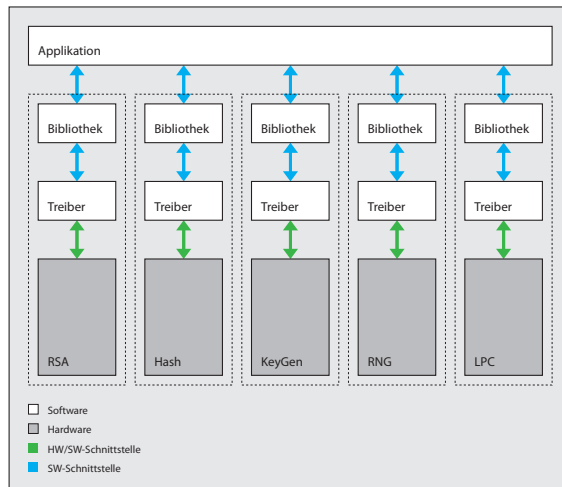 Applikation
Bibliothek Bibliothek Bibliothek Bibliothek Bibliothek
Treiber Treiber Treiber Treiber Treiber
RSA Hash KeyGen RNG LPC
Software
Hardware
HW/SW-Schnittstelle
SW-Schnittstelle